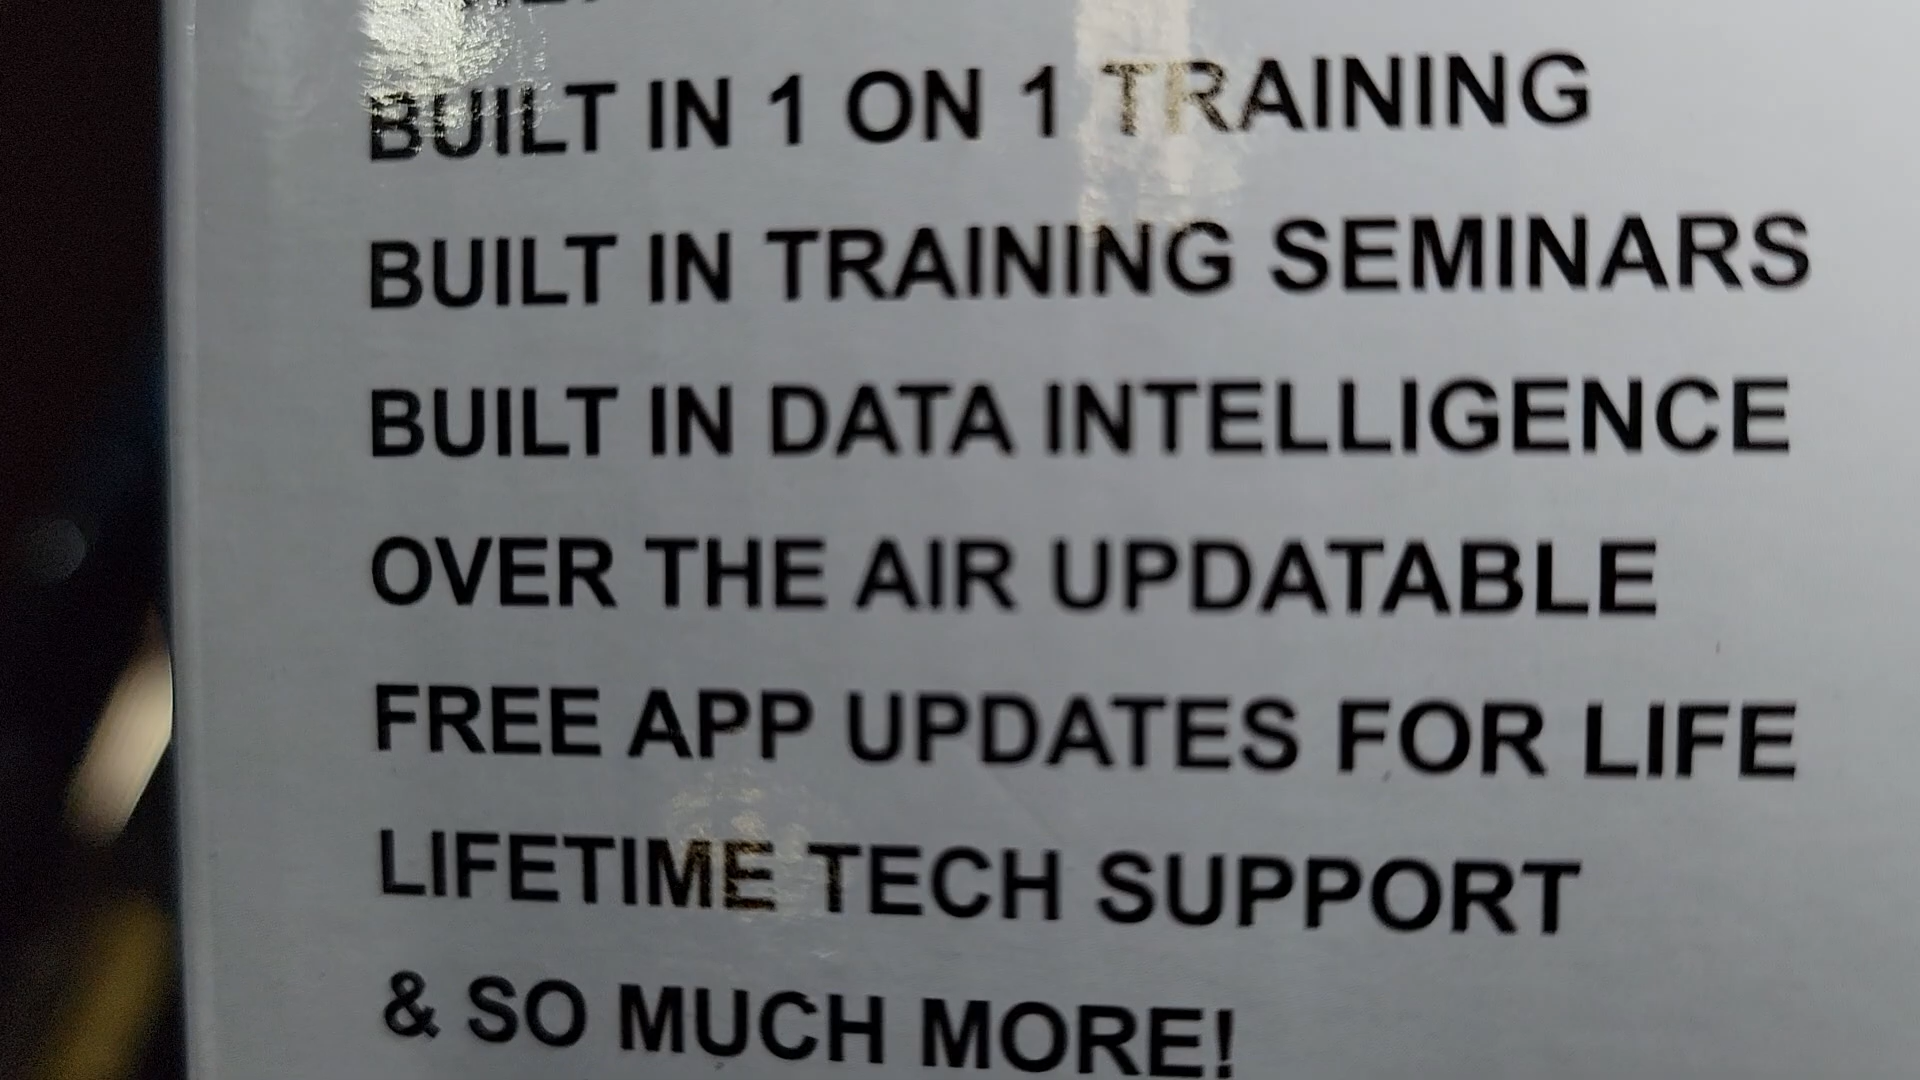 BUILT IN 1 ON 1 TRAINING
BUILT IN TRAINING SEMINARS
BUILT IN DATA INTELLIGENCE
OVER THE AIR UPDATABLE
FREE APP UPDATES FOR LIFE
LIFETIME TECH SUPPORT
& SO MUCH MORE!